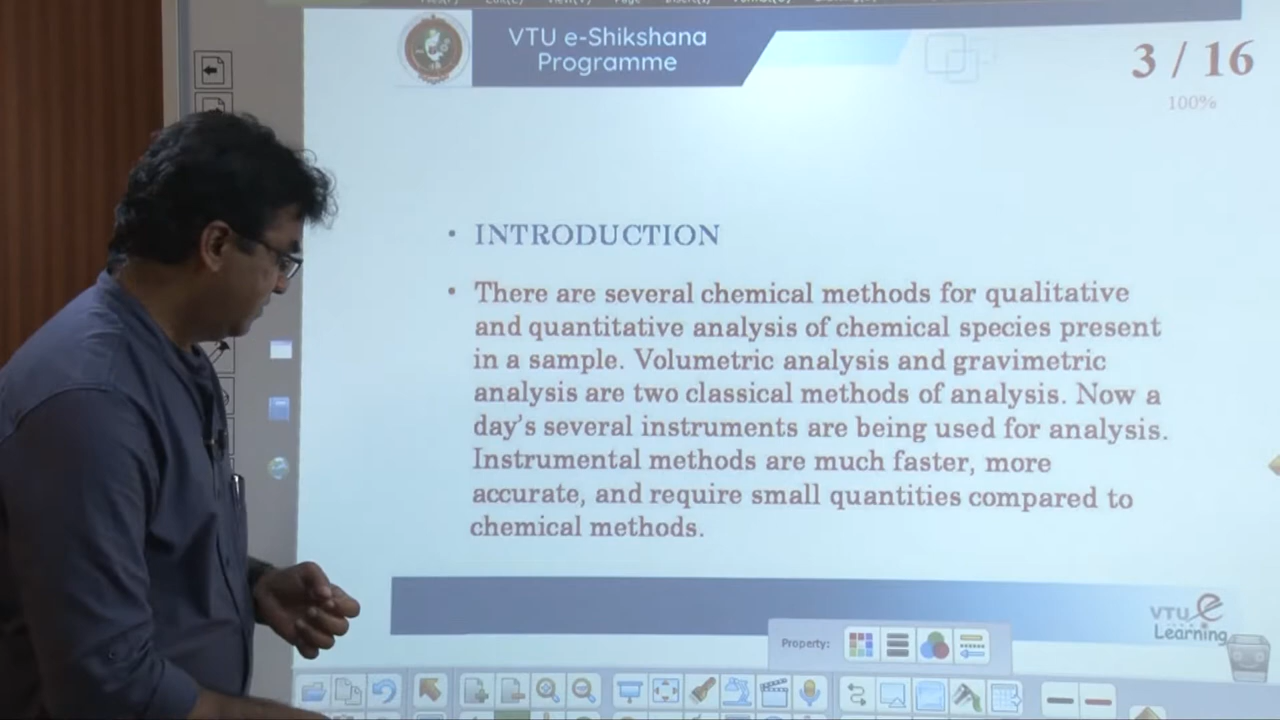 VTU e-Shikshana
Programme
3 / 16
100%
• INTRODUCTION
• There are several chemical methods for qualitative
and quantitative analysis of chemical species present
in a sample. Volumetric analysis and gravimetric
analysis are two classical methods of analysis. Now a
day's several instruments are being used for analysis.
Instrumental methods are much faster, more
accurate, and require small quantities compared to
chemical methods.
VTU e
Learning
Property: